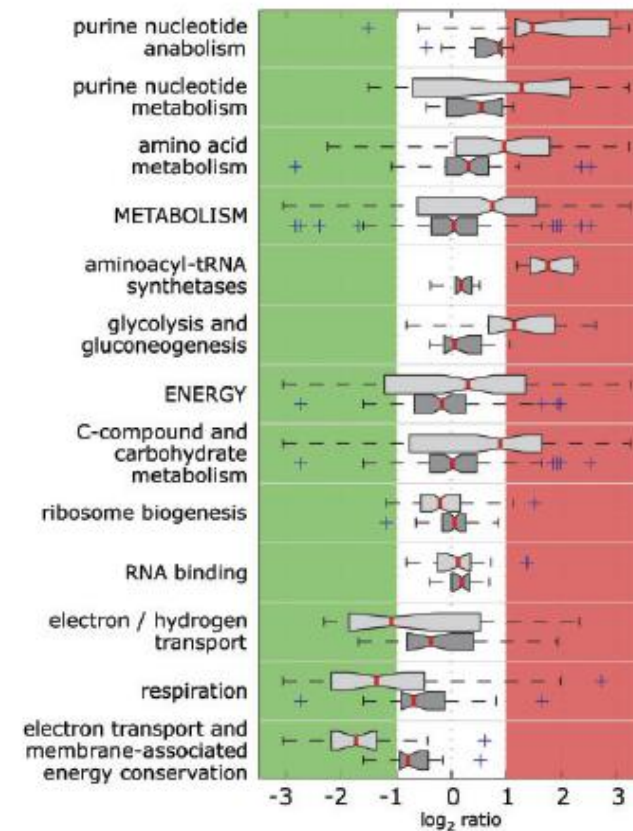 purine nucleotide
anabolism
purine nucleotide
metabolism
amino acid
metabolism
METABOLISM
aminoacyl-tRNA
synthetases
glycolysis and
gluconeogenesis
ENERGY
C-compound and
carbohydrate
metabolism
ribosome biogenesis
RNA binding
electron / hydrogen
transport
respiration
electron transport and
membrane-associated
energy conservation
-3 -2 -1 0 1 2 3
log2 ratio